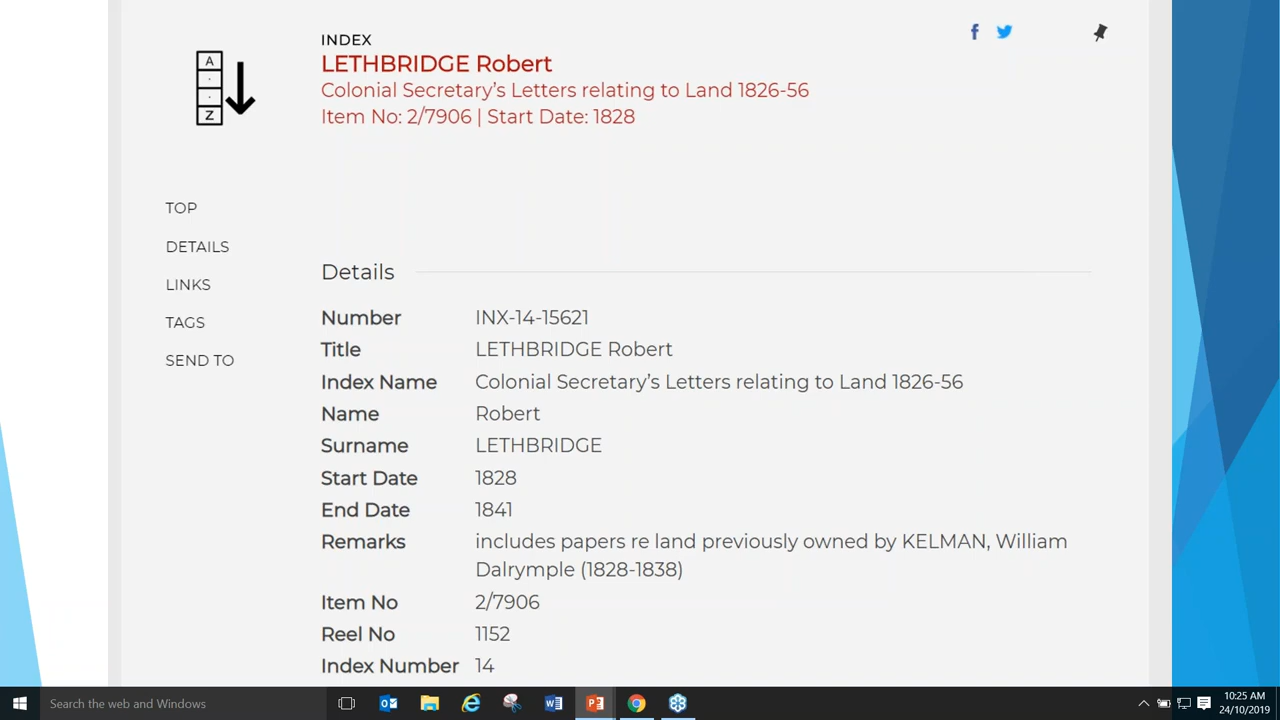 INDEX
LETHBRIDGE Robert
Colonial Secretary's Letters relating to Land 1826-56
Item No: 2/7906 | Start Date: 1828
A
Z
TOP
DETAILS
LINKS
TAGS
SEND TO
Details
Number INX-14-15621
Title LETHBRIDGE Robert
Index Name Colonial Secretary's Letters relating to Land 1826-56
Name Robert
Surname LETHBRIDGE
Start Date 1828
End Date 1841
Remarks includes papers re land previously owned by KELMAN, William
Dalrymple (1828-1838)
Item No 2/7906
Reel No 1152
Index Number 14
Search the web and Windows
10:25 AM
24/10/2019